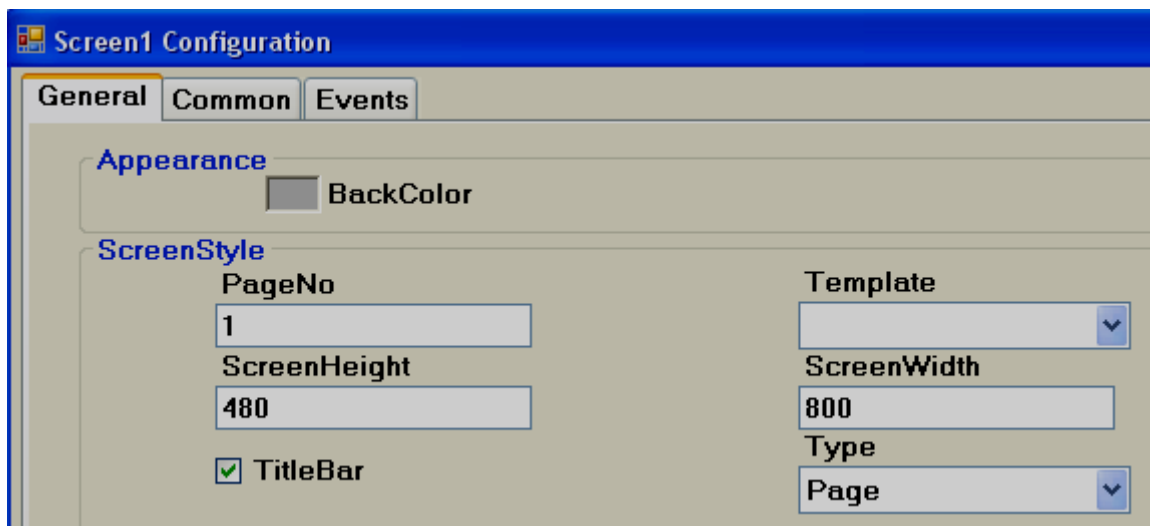 Screen1 Configuration
General Common Events
Appearance
BackColor
ScreenStyle
PageNo Template
1
ScreenHeight ScreenWidth
480 800
TitleBar Type
Page